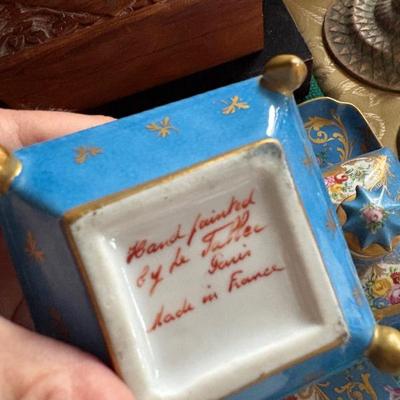 Hand painted
by Le Tallec
Paris
Made in France